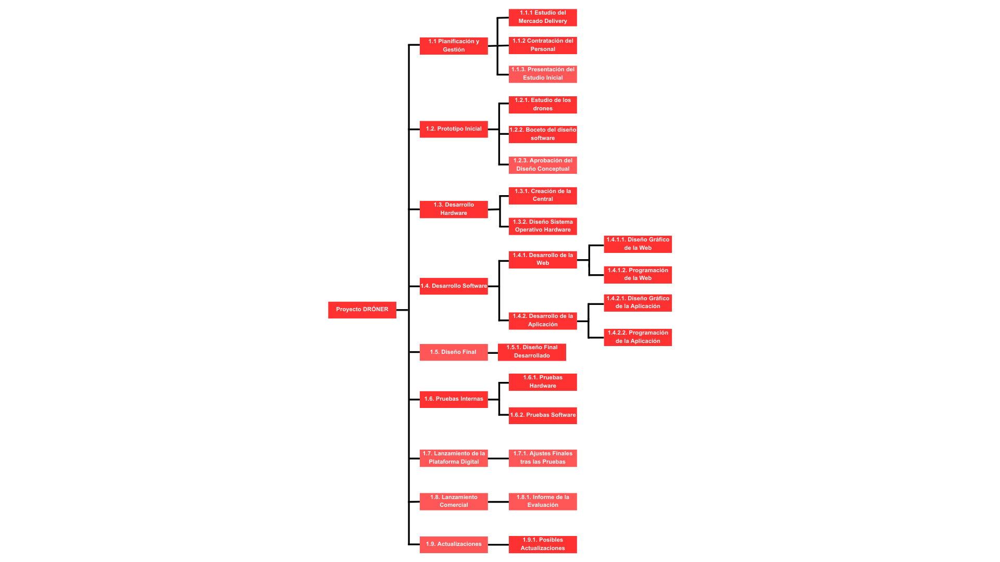 1.1.1 Estudio del
Mercado Delivery
1.1 Planificación y
Gestión
1.1.2 Contratación del
Personal
1.1.3. Presentación del
Estudio Inicial
1.2.1. Estudio de los
drones
1.2. Prototipo Inicial
1.2.2. Boceto del diseño
software
1.2.3. Aprobación del
Diseño Conceptual
1.3.1. Creación de la
Central
1.3. Desarrollo
Hardware
1.3.2. Diseño Sistema
Operativo Hardware
1.4.1.1. Diseño Gráfico
de la Web
1.4.1. Desarrollo de la
Web
1.4.1.2. Programación
de la Web
1.4. Desarrollo Software
1.4.2.1. Diseño Gráfico
de la Aplicación
Proyecto DRÓNER
1.4.2. Desarrollo de la
Aplicación
1.4.2.2. Programación
de la Aplicación
1.5. Diseño Final
1.5.1. Diseño Final
Desarrollado
1.6.1. Pruebas
Hardware
1.6. Pruebas Internas
1.6.2. Pruebas Software
1.7. Lanzamiento de la
Plataforma Digital
1.7.1. Ajustes Finales
tras las Pruebas
1.8. Lanzamiento
Comercial
1.8.1. Informe de la
Evaluación
1.9. Actualizaciones
1.9.1. Posibles
Actualizaciones